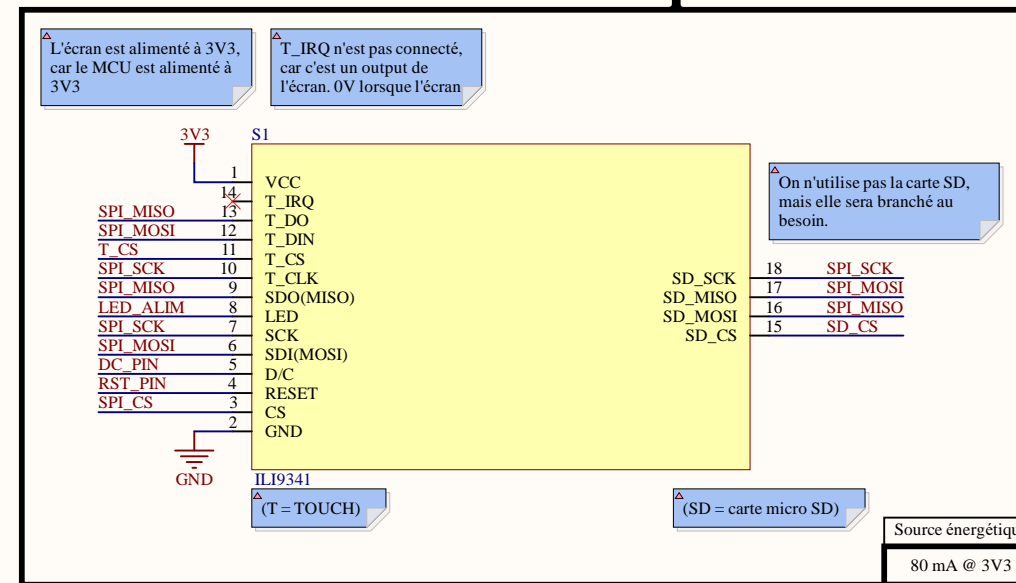 L'écran est alimenté à 3V3,
car le MCU est alimenté à
3V3
T_IRQ n'est pas connecté,
car c'est un output de
l'écran. 0V lorsque l'écran
3V3
S1
1
VCC
14
T_IRQ
SPI_MISO
13
T_DO
SPI_MOSI
12
T_DIN
T_CS
11
T_CS
SPI_SCK
10
T_CLK
SPI_MISO
9
SDO(MISO)
LED_ALIM
8
LED
SPI_SCK
7
SCK
SPI_MOSI
6
SDI(MOSI)
DC_PIN
5
D/C
RST_PIN
4
RESET
SPI_CS
3
CS
2
GND
GND
ILI9341
On n'utilise pas la carte SD,
mais elle sera branché au
besoin.
SD_SCK
18
SPI_SCK
SD_MISO
17
SPI_MOSI
SD_MOSI
16
SPI_MISO
SD_CS
15
SD_CS
(T = TOUCH)
(SD = carte micro SD)
Source énergétiqu
80 mA @ 3V3